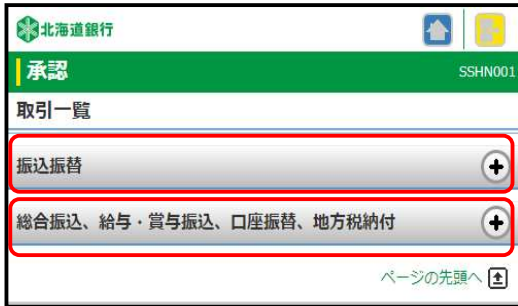 北海道銀行
承認 SSHN001
取引一覧
振込振替
総合振込、給与・賞与振込、口座振替、地方税納付
ページの先頭へ